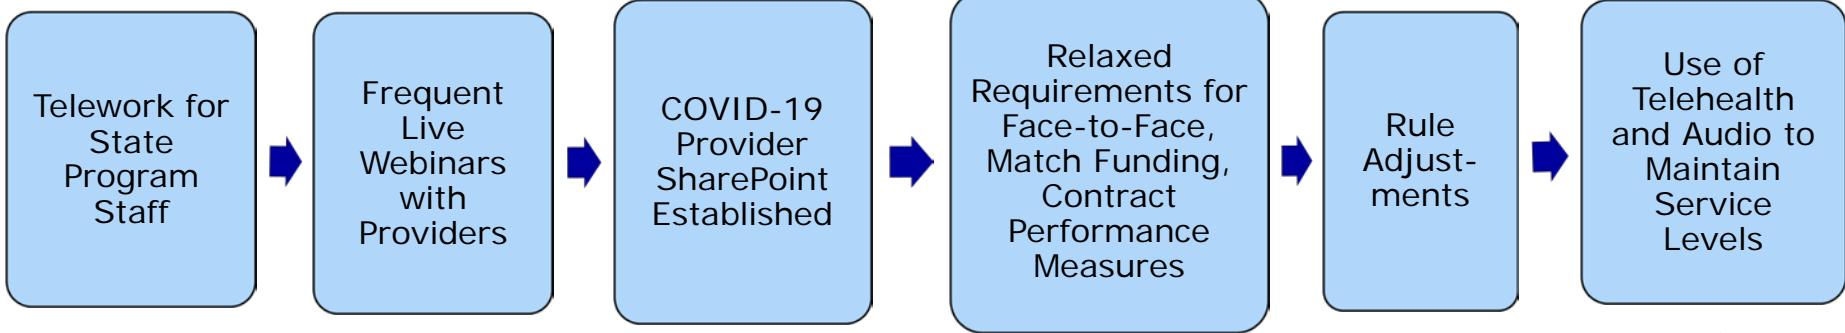 Telework for
State
Program
Staff
Frequent
Live
Webinars
with
Providers
COVID-19
Provider
SharePoint
Established
Relaxed
Requirements for
Face-to-Face,
Match Funding,
Contract
Performance
Measures
Rule
Adjust-
ments
Use of
Telehealth
and Audio to
Maintain
Service
Levels